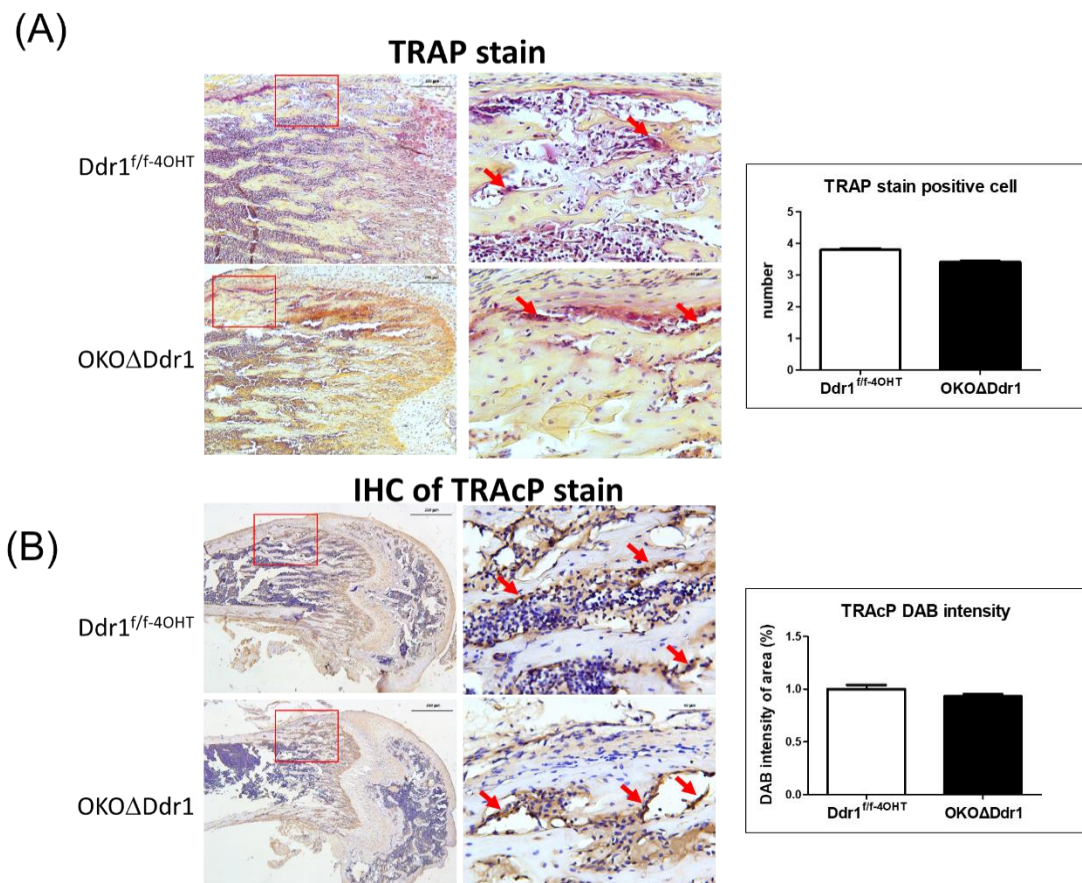 (A)
TRAP stain
Ddr1f/f-4OHT
OKOΔDdr1
TRAP stain positive cell
5
4
3
2
1
0
number
Ddr1f/f-4OHT
OKOΔDdr1
(B)
IHC of TRAcP stain
Ddr1f/f-4OHT
OKOΔDdr1
TRAcP DAB intensity
1.5
1.0
0.5
0.0
DAB intensity of area (%)
Ddr1f/f-4OHT
OKOΔDdr1